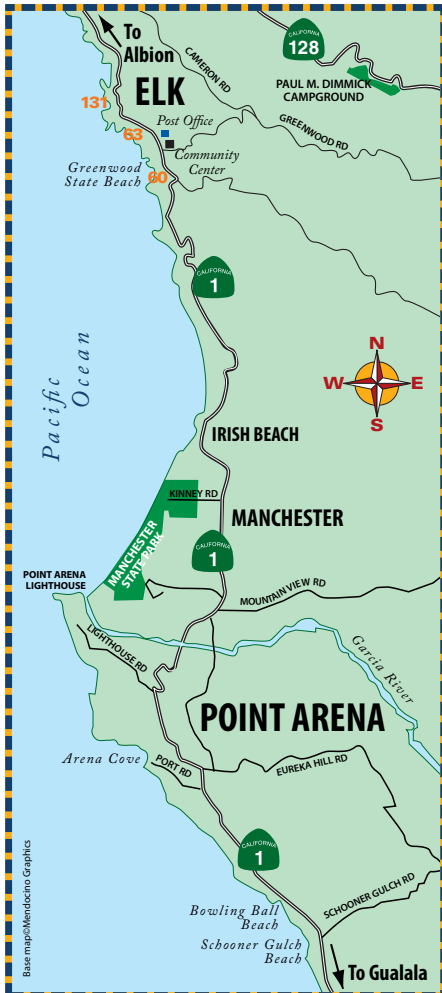 To
Albion
CALIFORNIA
128
ELK
CAMERON RD
PAUL M. DIMMICK
CAMPGROUND
131
Post Office
GREENWOOD RD
63
Community
Center
Greenwood
State Beach
60
CALIFORNIA
1
Pacific
Ocean
N
W
E
S
IRISH BEACH
KINNEY RD
MANCHESTER
MANCHESTER
STATE PARK
CALIFORNIA
1
POINT ARENA
LIGHTHOUSE
MOUNTAIN VIEW RD
LIGHTHOUSE RD
Garcia River
POINT ARENA
Arena Cove
PORT RD
EUREKA HILL RD
CALIFORNIA
1
SCHOONER GULCH RD
Bowling Ball
Beach
Schooner Gulch
Beach
To Gualala
Base map©Mendocino Graphics